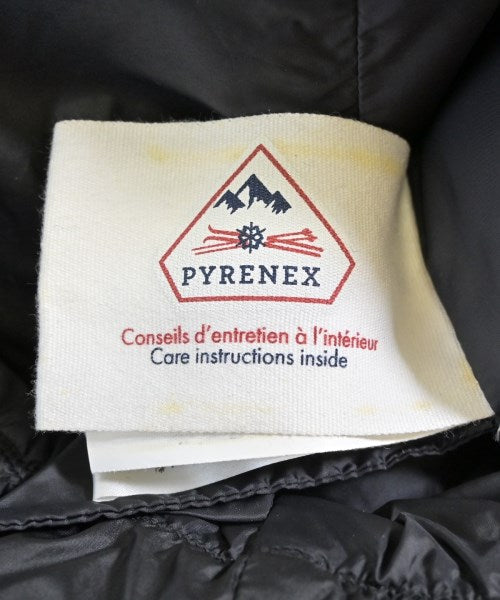 PYRENEX
Conseils d'entretien à l'intérieur
Care instructions inside